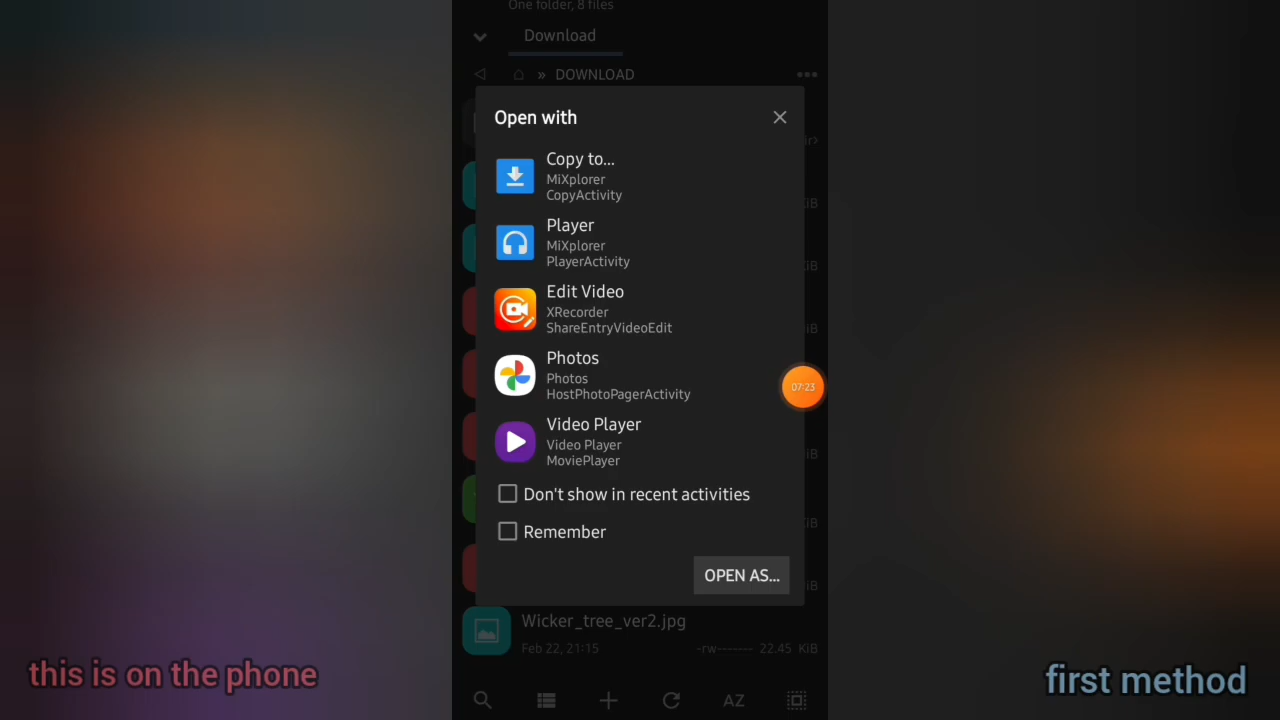 One folder, 8 files
Download
» DOWNLOAD
Open with
Copy to...
MiXplorer
CopyActivity
Player
MiXplorer
PlayerActivity
Edit Video
XRecorder
ShareEntryVideoEdit
Photos
Photos
HostPhotoPagerActivity
07:23
Video Player
Video Player
MoviePlayer
Don't show in recent activities
Remember
OPEN AS...
Wicker_tree_ver2.jpg
Feb 22, 21:15 -rw------- 22.45 KiB
this is on the phone
first method
AZ